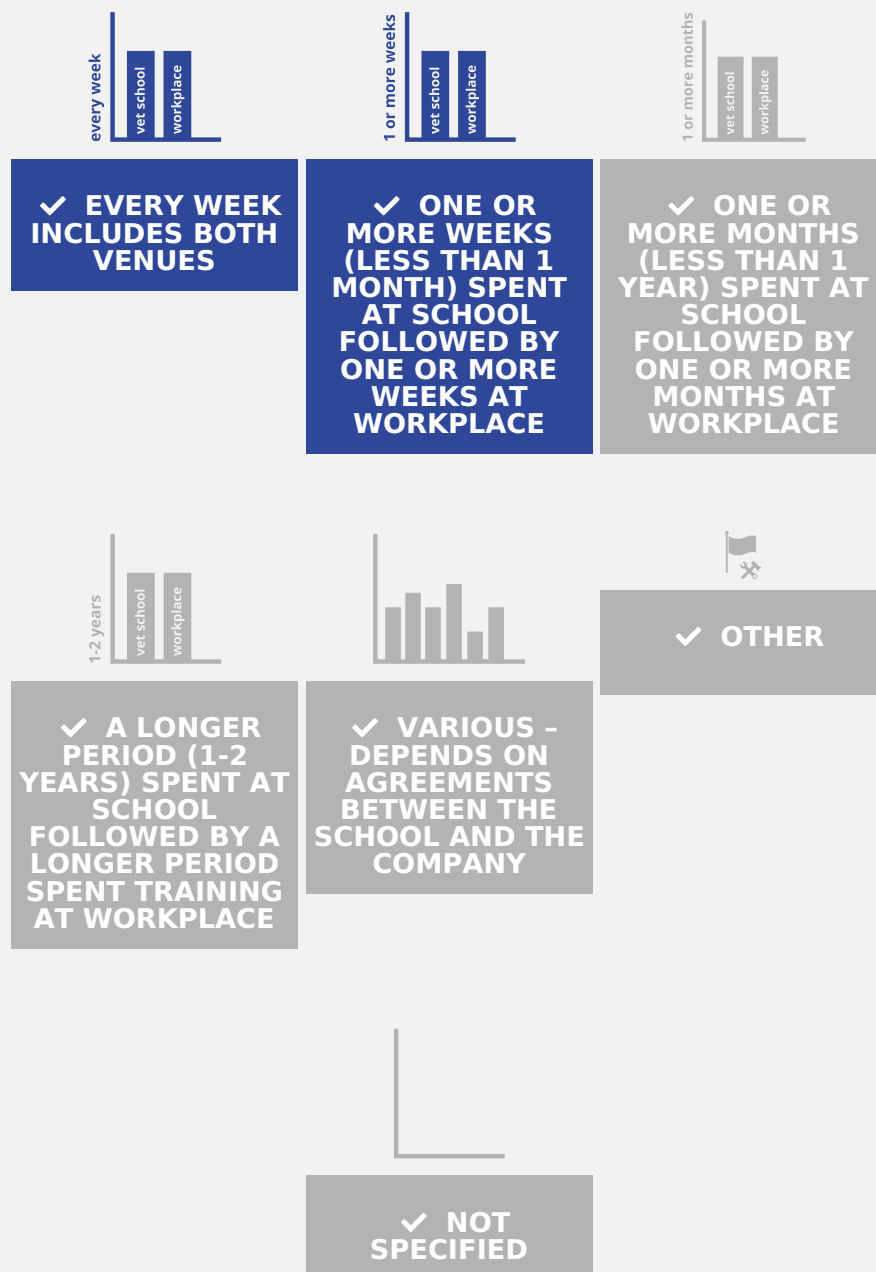 every week
vet school
workplace
✓ EVERY WEEK
INCLUDES BOTH
VENUES
1 or more weeks
vet school
workplace
✓ ONE OR
MORE WEEKS
(LESS THAN 1
MONTH) SPENT
AT SCHOOL
FOLLOWED BY
ONE OR MORE
WEEKS AT
WORKPLACE
1 or more months
vet school
workplace
✓ ONE OR
MORE MONTHS
(LESS THAN 1
YEAR) SPENT AT
SCHOOL
FOLLOWED BY
ONE OR MORE
MONTHS AT
WORKPLACE
1-2 years
vet school
workplace
✓ A LONGER
PERIOD (1-2
YEARS) SPENT AT
SCHOOL
FOLLOWED BY A
LONGER PERIOD
SPENT TRAINING
AT WORKPLACE
✓ VARIOUS –
DEPENDS ON
AGREEMENTS
BETWEEN THE
SCHOOL AND THE
COMPANY
✓ OTHER
✓ NOT
SPECIFIED